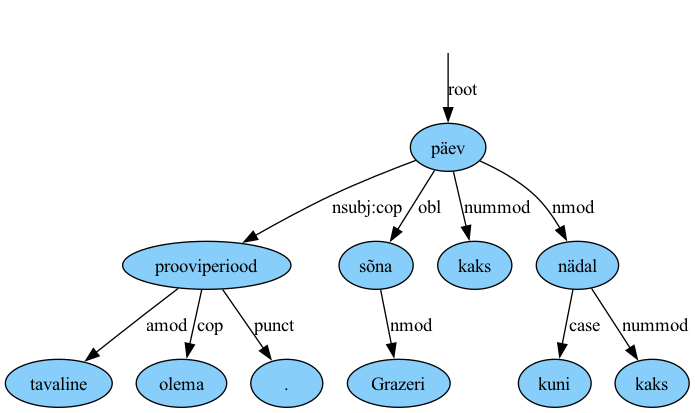 root
päev
nsubj:cop obl nummod nmod
prooviperiood sõna kaks nädal
amod cop punct nmod case nummod
tavaline olema . Grazeri kuni kaks